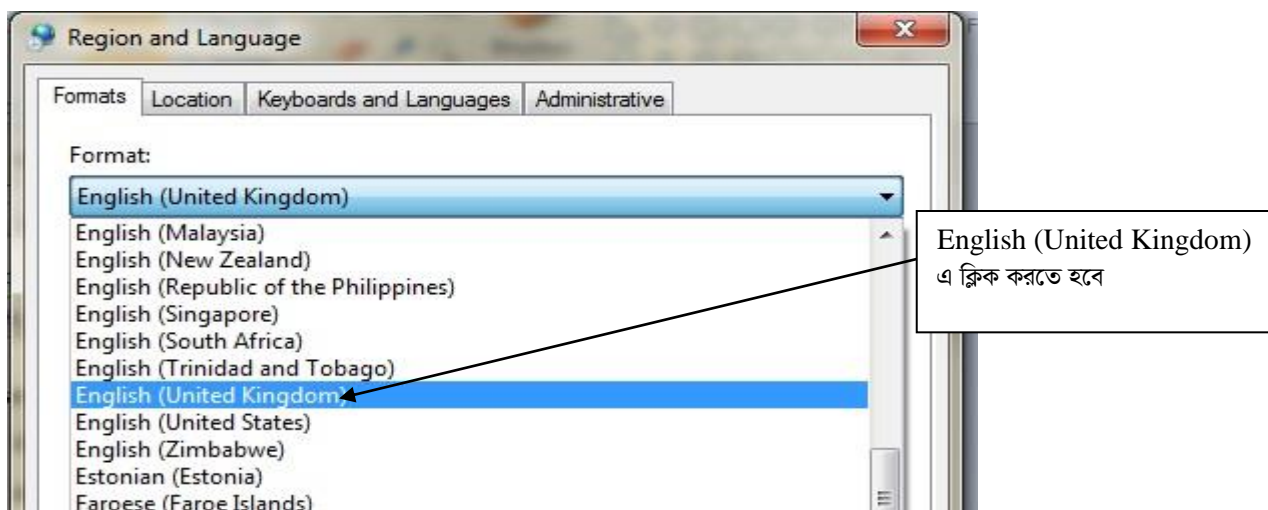 Region and Language
Formats Location Keyboards and Languages Administrative
Format:
English (United Kingdom)
English (Malaysia)
English (New Zealand)
English (Republic of the Philippines)
English (Singapore)
English (South Africa)
English (Trinidad and Tobago)
English (United Kingdom)
English (United States)
English (Zimbabwe)
Estonian (Estonia)
Faroese (Faroe Islands)
English (United Kingdom)
এ ক্লিক করতে হবে